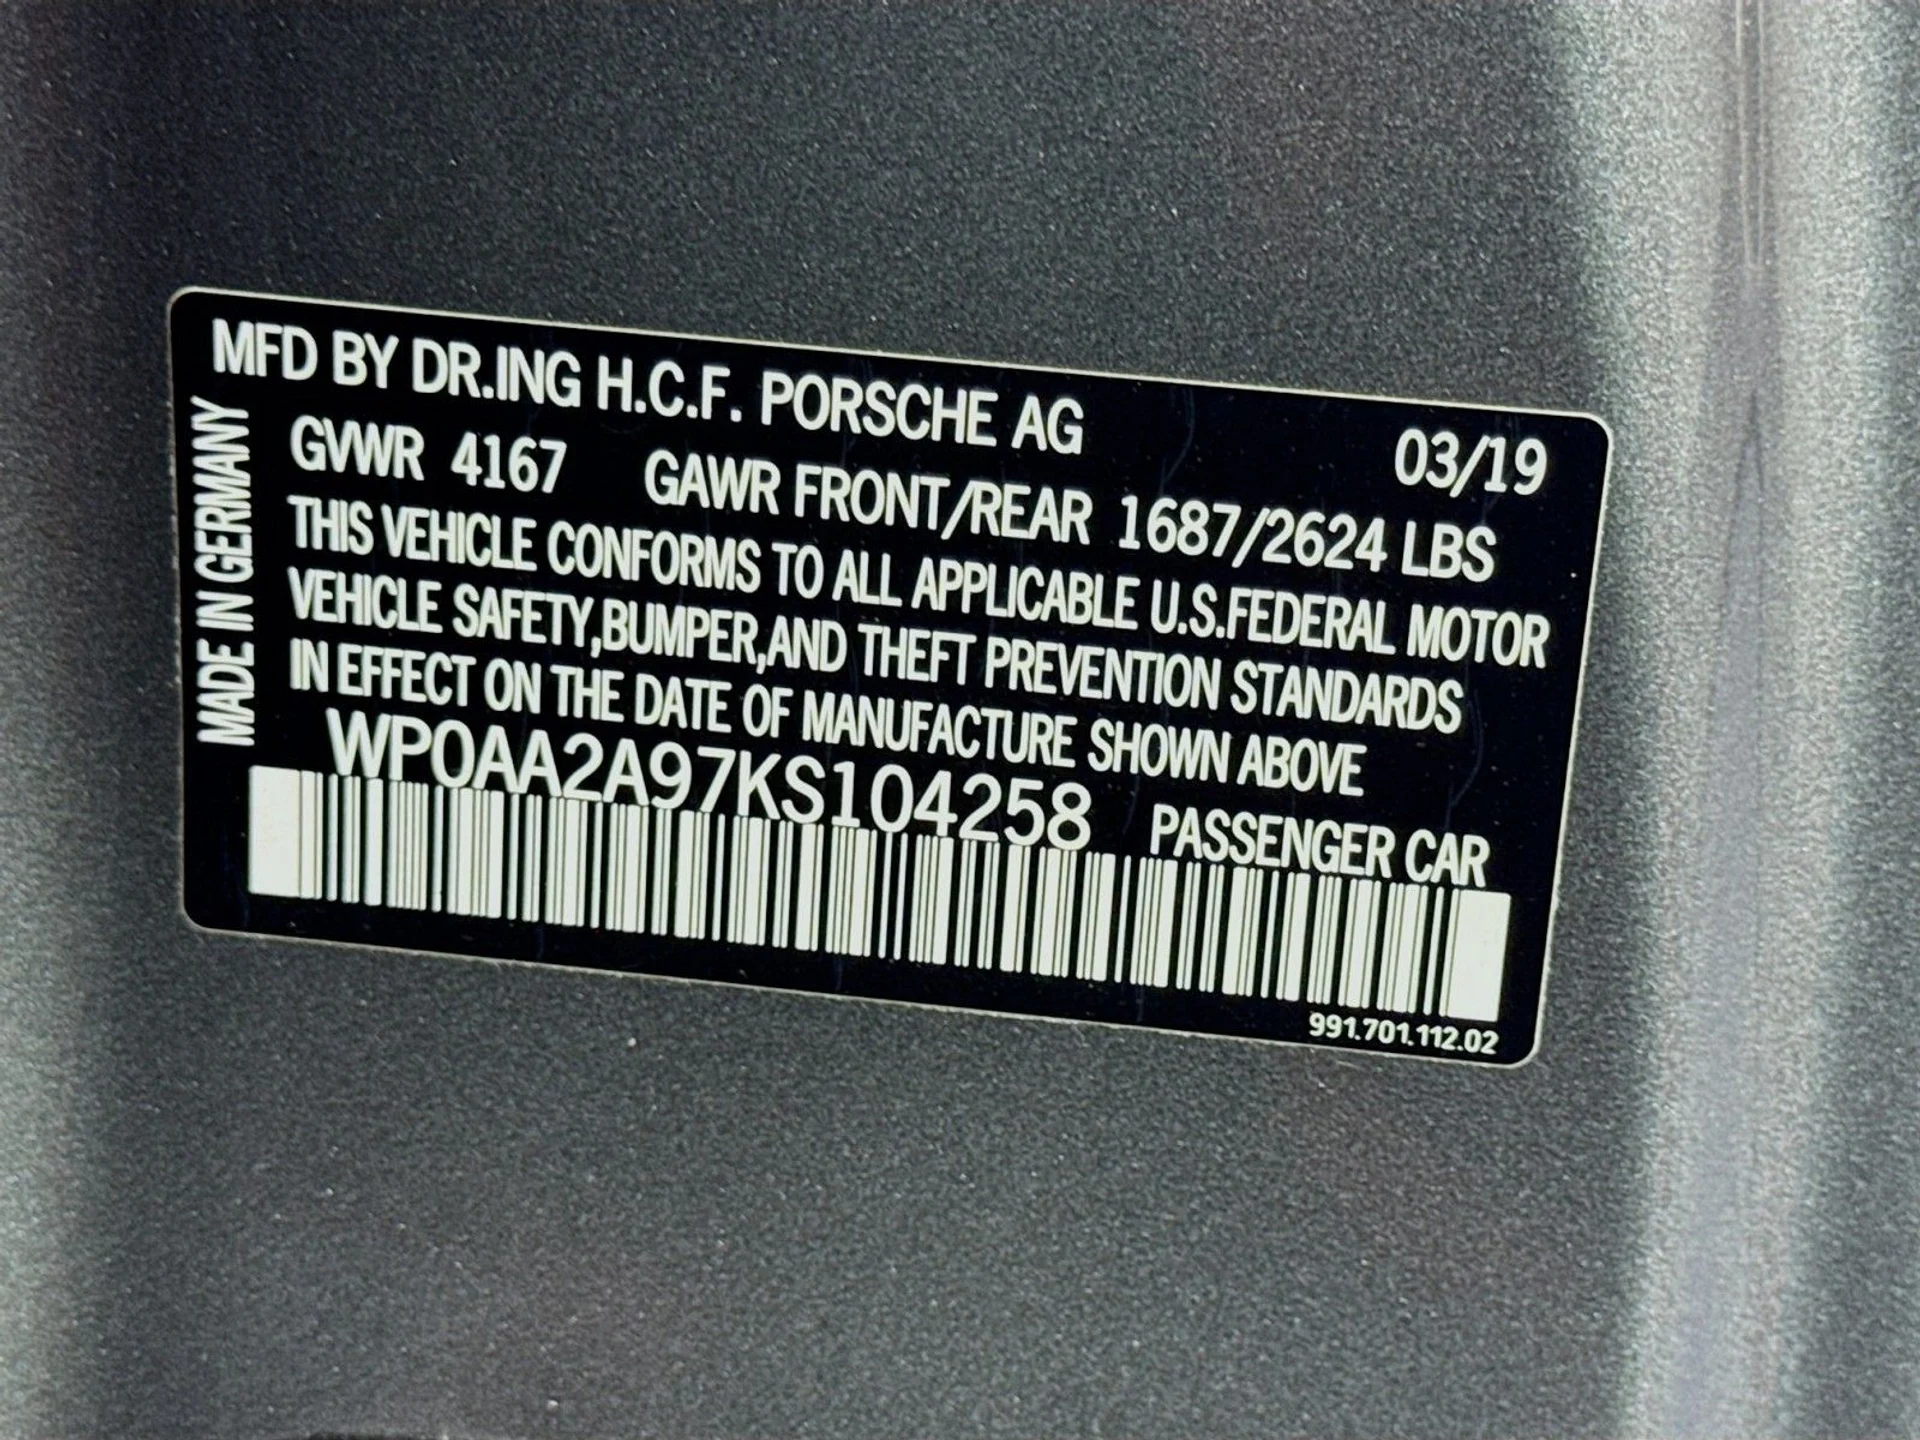 MFD BY DR.ING H.C.F. PORSCHE AG
03/19
GVWR 4167 GAWR FRONT/REAR 1687/2624 LBS
THIS VEHICLE CONFORMS TO ALL APPLICABLE U.S.FEDERAL MOTOR
VEHICLE SAFETY,BUMPER,AND THEFT PREVENTION STANDARDS
IN EFFECT ON THE DATE OF MANUFACTURE SHOWN ABOVE
WP0AA2A97KS104258 PASSENGER CAR
991.701.112.02
MADE IN GERMANY